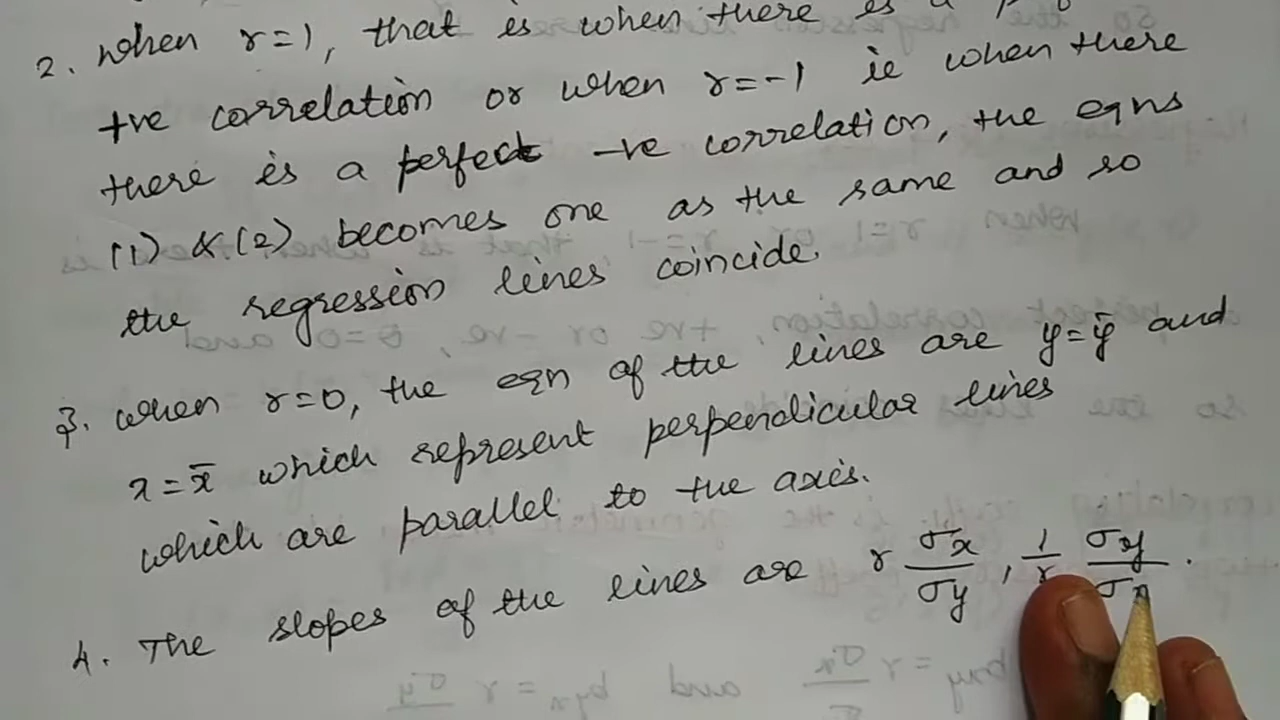 2. When r=1, that is when there is a
+ve correlation or when r=-1 ie when there
there is a perfect -ve correlation, the eqns
(1) & (2) becomes one as the same and so
the regression lines coincide.
3. When r=0, the eqn of the lines are y=ȳ and
x=x̄ which represent perpendicular lines
which are parallel to the axis.
4. The slopes of the lines are r σx/σy, 1/r σy/σx.